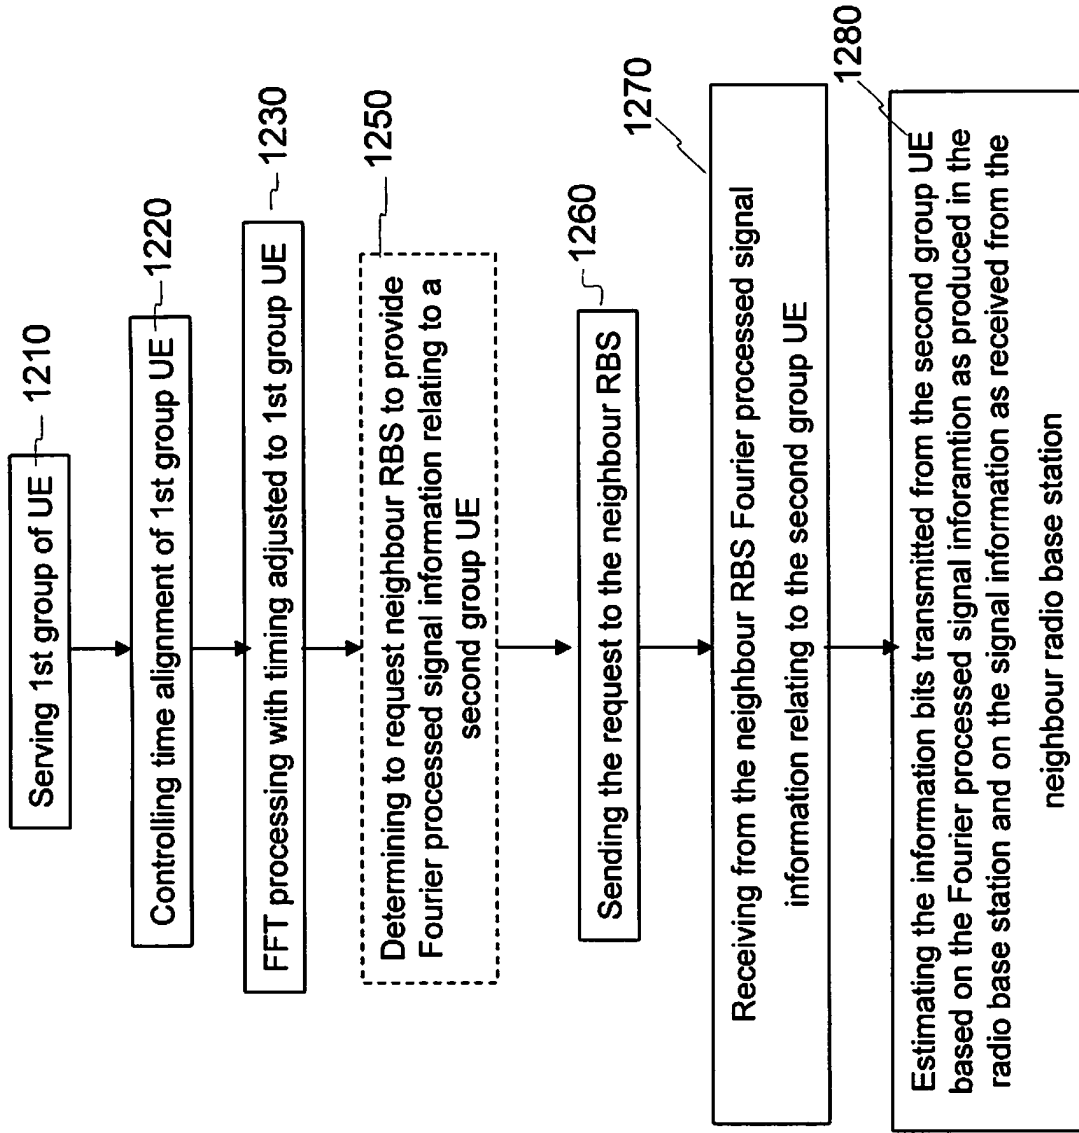 Serving 1st group of UE
1210
Controlling time alignment of 1st group UE
1220
FFT processing with timing adjusted to 1st group UE
1230
Determining to request neighbour RBS to provide
Fourier processed signal information relating to a
second group UE
1250
Sending the request to the neighbour RBS
1260
Receiving from the neighbour RBS Fourier processed signal
information relating to the second group UE
1270
Estimating the information bits transmitted from the second group UE
based on the Fourier processed signal inforamtion as produced in the
radio base station and on the signal information as received from the
neighbour radio base station
1280